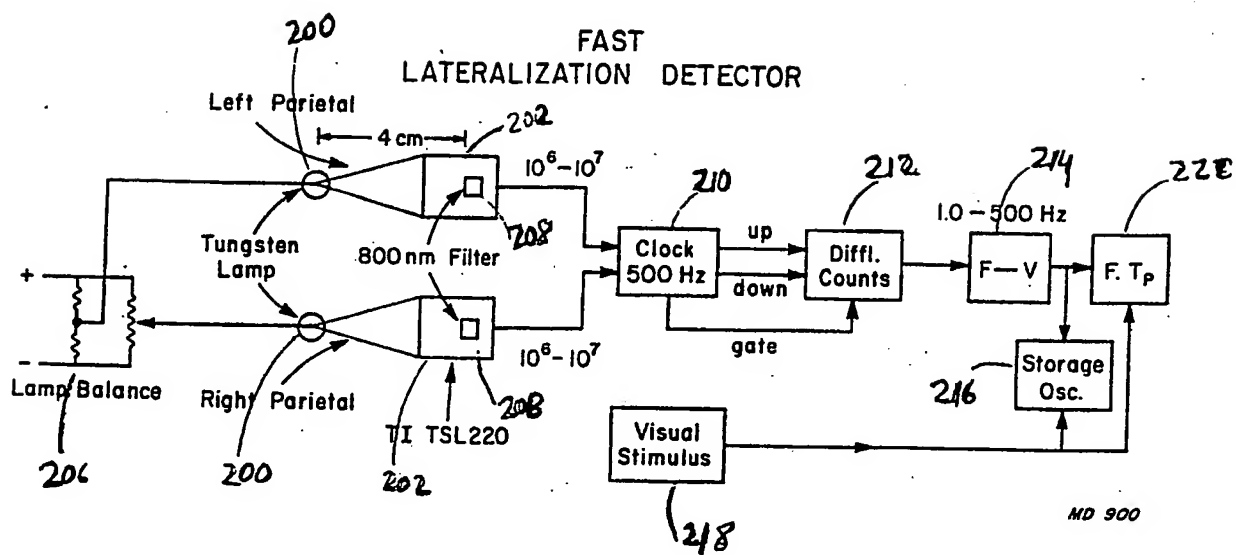 FAST
LATERALIZATION DETECTOR
200
Left Parietal
4 cm
202
10⁶–10⁷
208
210
212
214
1.0–500 Hz
Tungsten
Lamp
800 nm Filter
Clock
500 Hz
up
down
gate
Diffl.
Counts
F—V
F. Tₚ
+
-
Lamp Balance
206
Right Parietal
200
202
TI TSL220
208
10⁶–10⁷
216
Storage
Osc.
Visual
Stimulus
218
MD 900